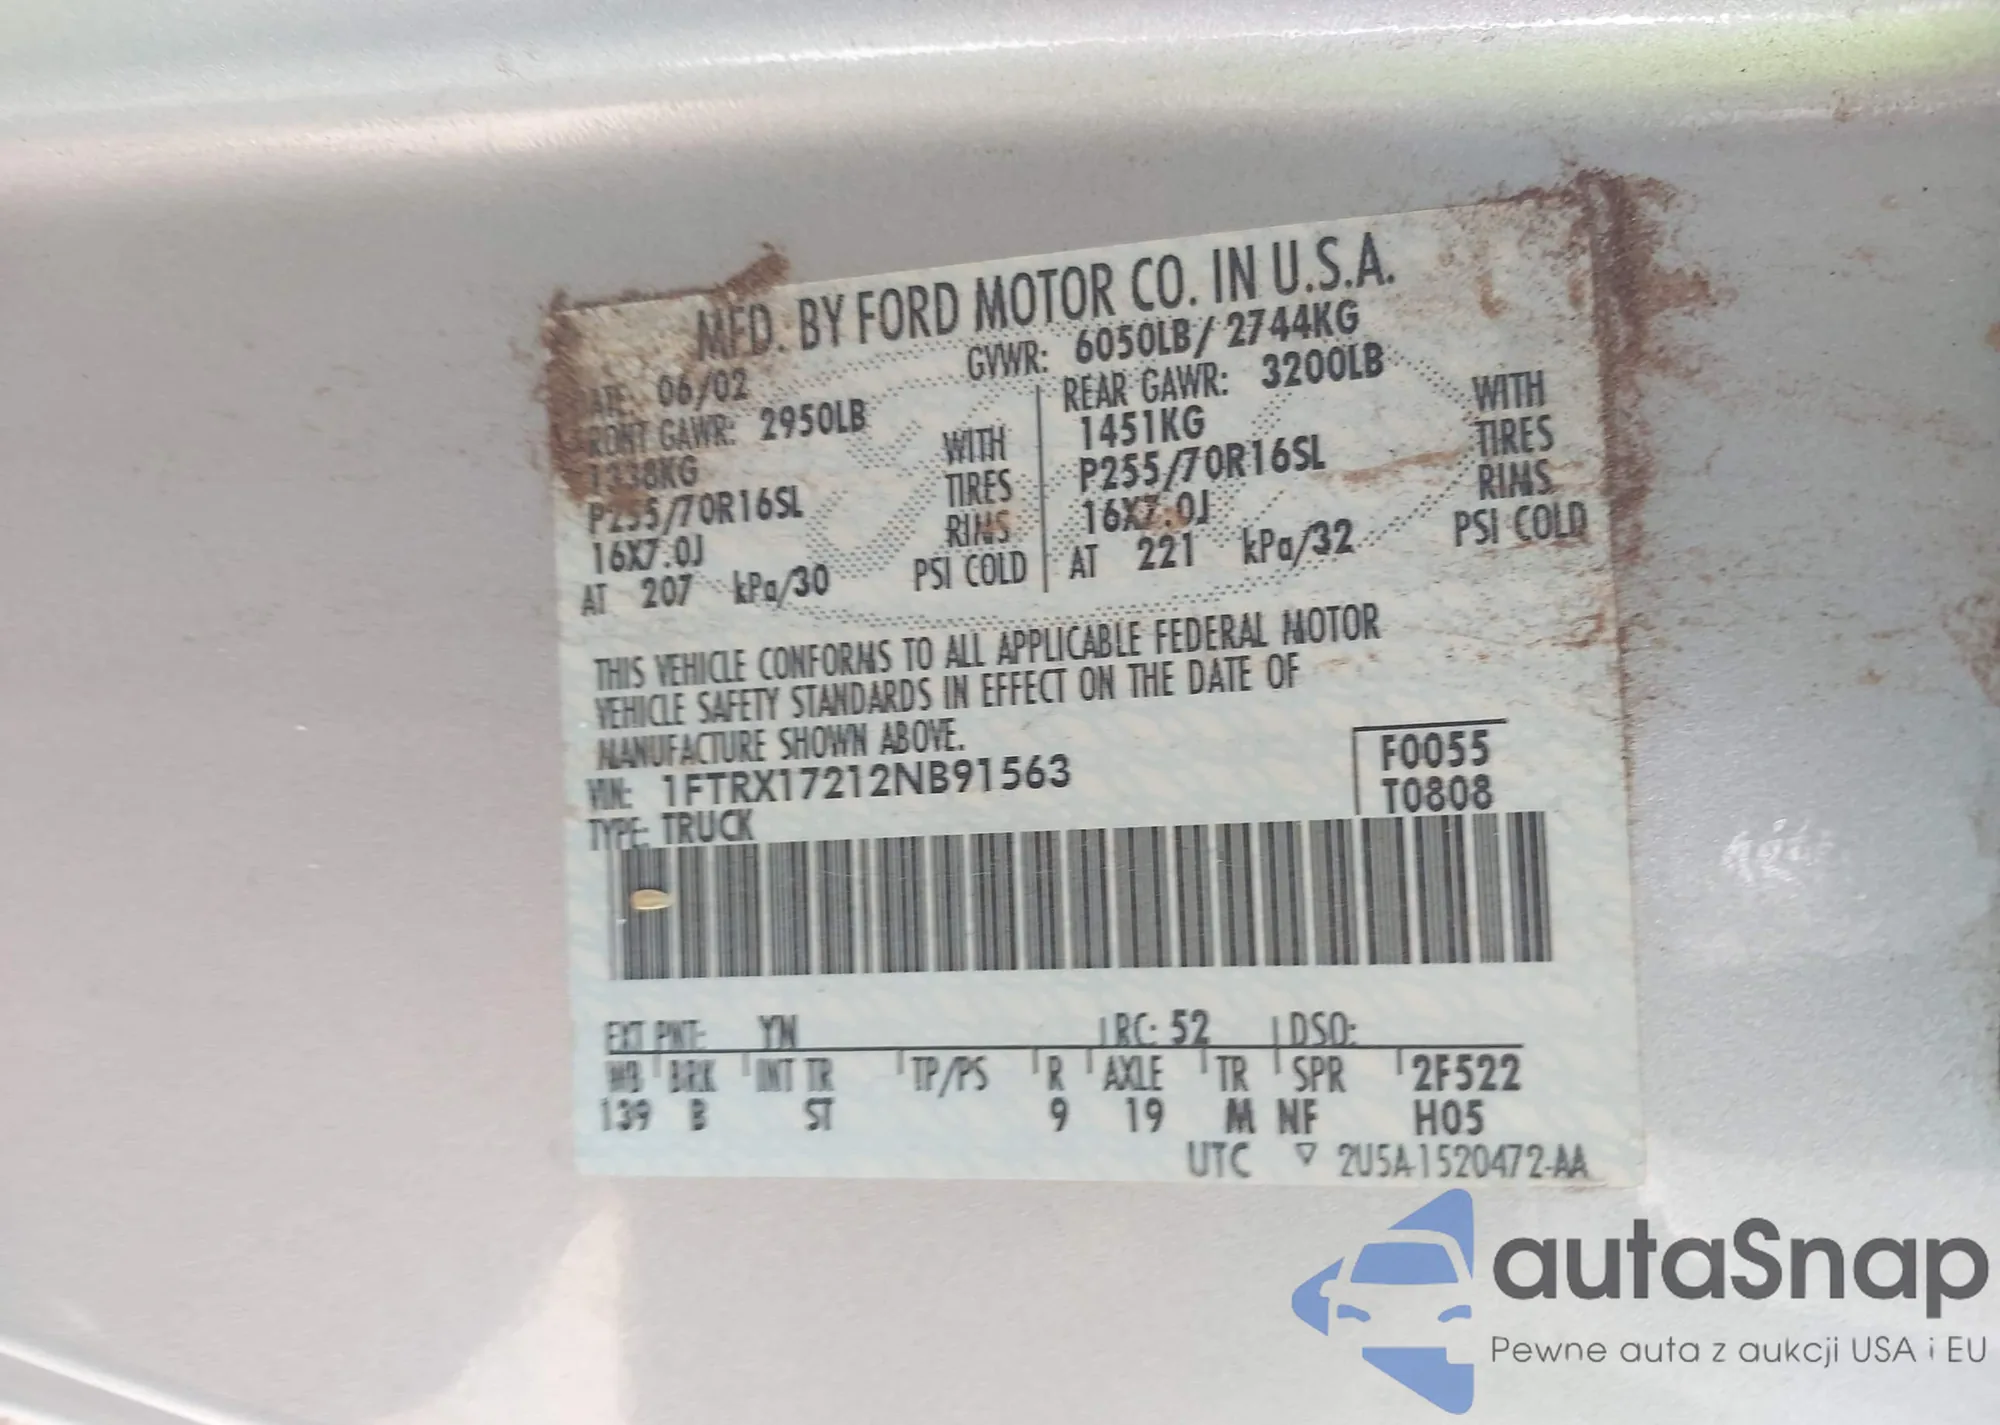 MFD. BY FORD MOTOR CO. IN U.S.A.
DATE: 06/02 GVWR: 6050LB / 2744KG
FRONT GAWR: 2950LB REAR GAWR: 3200LB
1338KG WITH 1451KG WITH
P255/70R16SL TIRES P255/70R16SL TIRES
16X7.0J RIMS 16X7.0J RIMS
AT 207 kPa/30 PSI COLD AT 221 kPa/32 PSI COLD
THIS VEHICLE CONFORMS TO ALL APPLICABLE FEDERAL MOTOR
VEHICLE SAFETY STANDARDS IN EFFECT ON THE DATE OF
MANUFACTURE SHOWN ABOVE.
VIN: 1FTRX17212NB91563 F0055
TYPE: TRUCK T0808
EXT PNT: YN RC: 52 DSO:
WB BRK INT TR TP/PS R AXLE TR SPR 2F522
139 B ST 9 19 M NF H05
UTC ▽ 2U5A-1520472-AA
autaSnap
Pewne auta z aukcji USA i EU